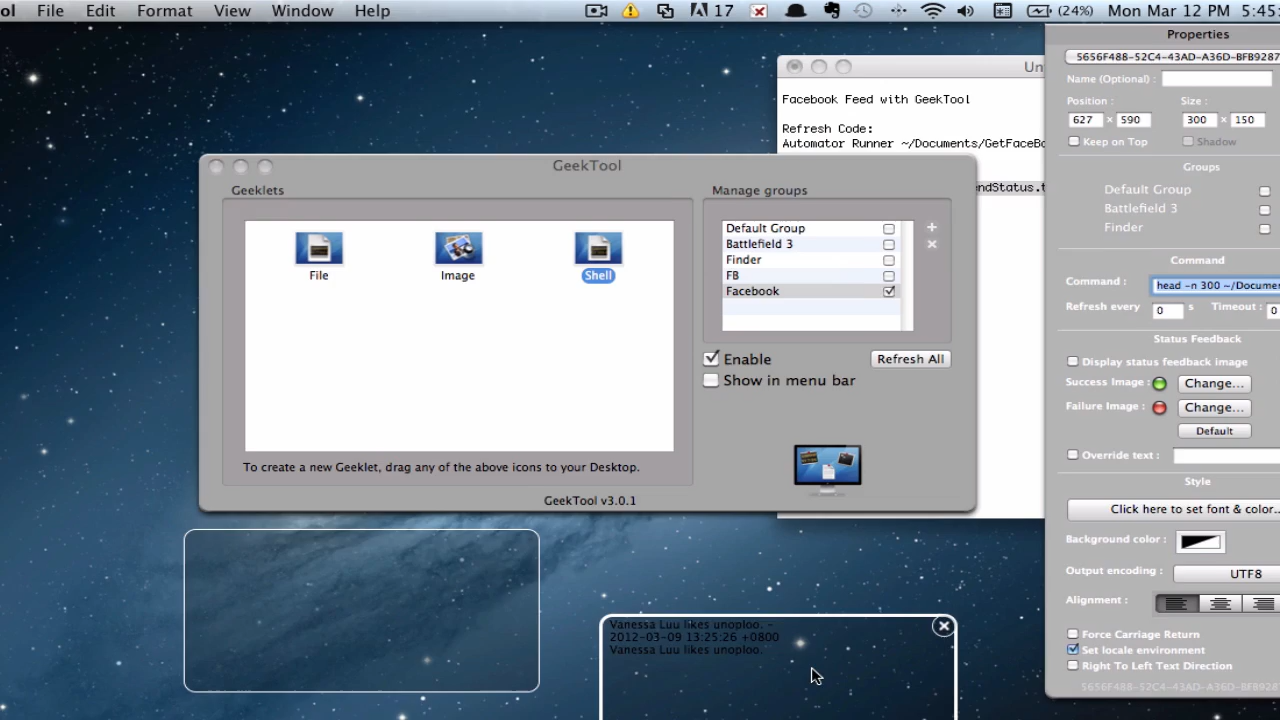 ol File Edit Format View Window Help 17 (24%) Mon Mar 12 PM 5:45:
Facebook Feed with GeekTool
Refresh Code:
Automator Runner ~/Documents/GetFaceBo
endStatus.t
GeekTool
Geeklets
File
Image
Shell
To create a new Geeklet, drag any of the above icons to your Desktop.
Manage groups
Default Group
Battlefield 3
Finder
FB
Facebook
Enable
Refresh All
Show in menu bar
GeekTool v3.0.1
Vanessa Luu likes unoploo. -
2012-03-09 13:25:26 +0800
Vanessa Luu likes unoploo.
Properties
5656F488-52C4-43AD-A36D-BFB9287
Name (Optional) :
Position :
Size :
627 x 590
300 x 150
Keep on Top
Shadow
Groups
Default Group
Battlefield 3
Finder
Command
Command : head -n 300 ~/Documen
Refresh every 0 s Timeout : 0
Status Feedback
Display status feedback image
Success Image : Change...
Failure Image : Change...
Default
Override text :
Style
Click here to set font & color...
Background color :
Output encoding : UTF8
Alignment :
Force Carriage Return
Set locale environment
Right To Left Text Direction
5656F488-52C4-43AD-A36D-BFB9287